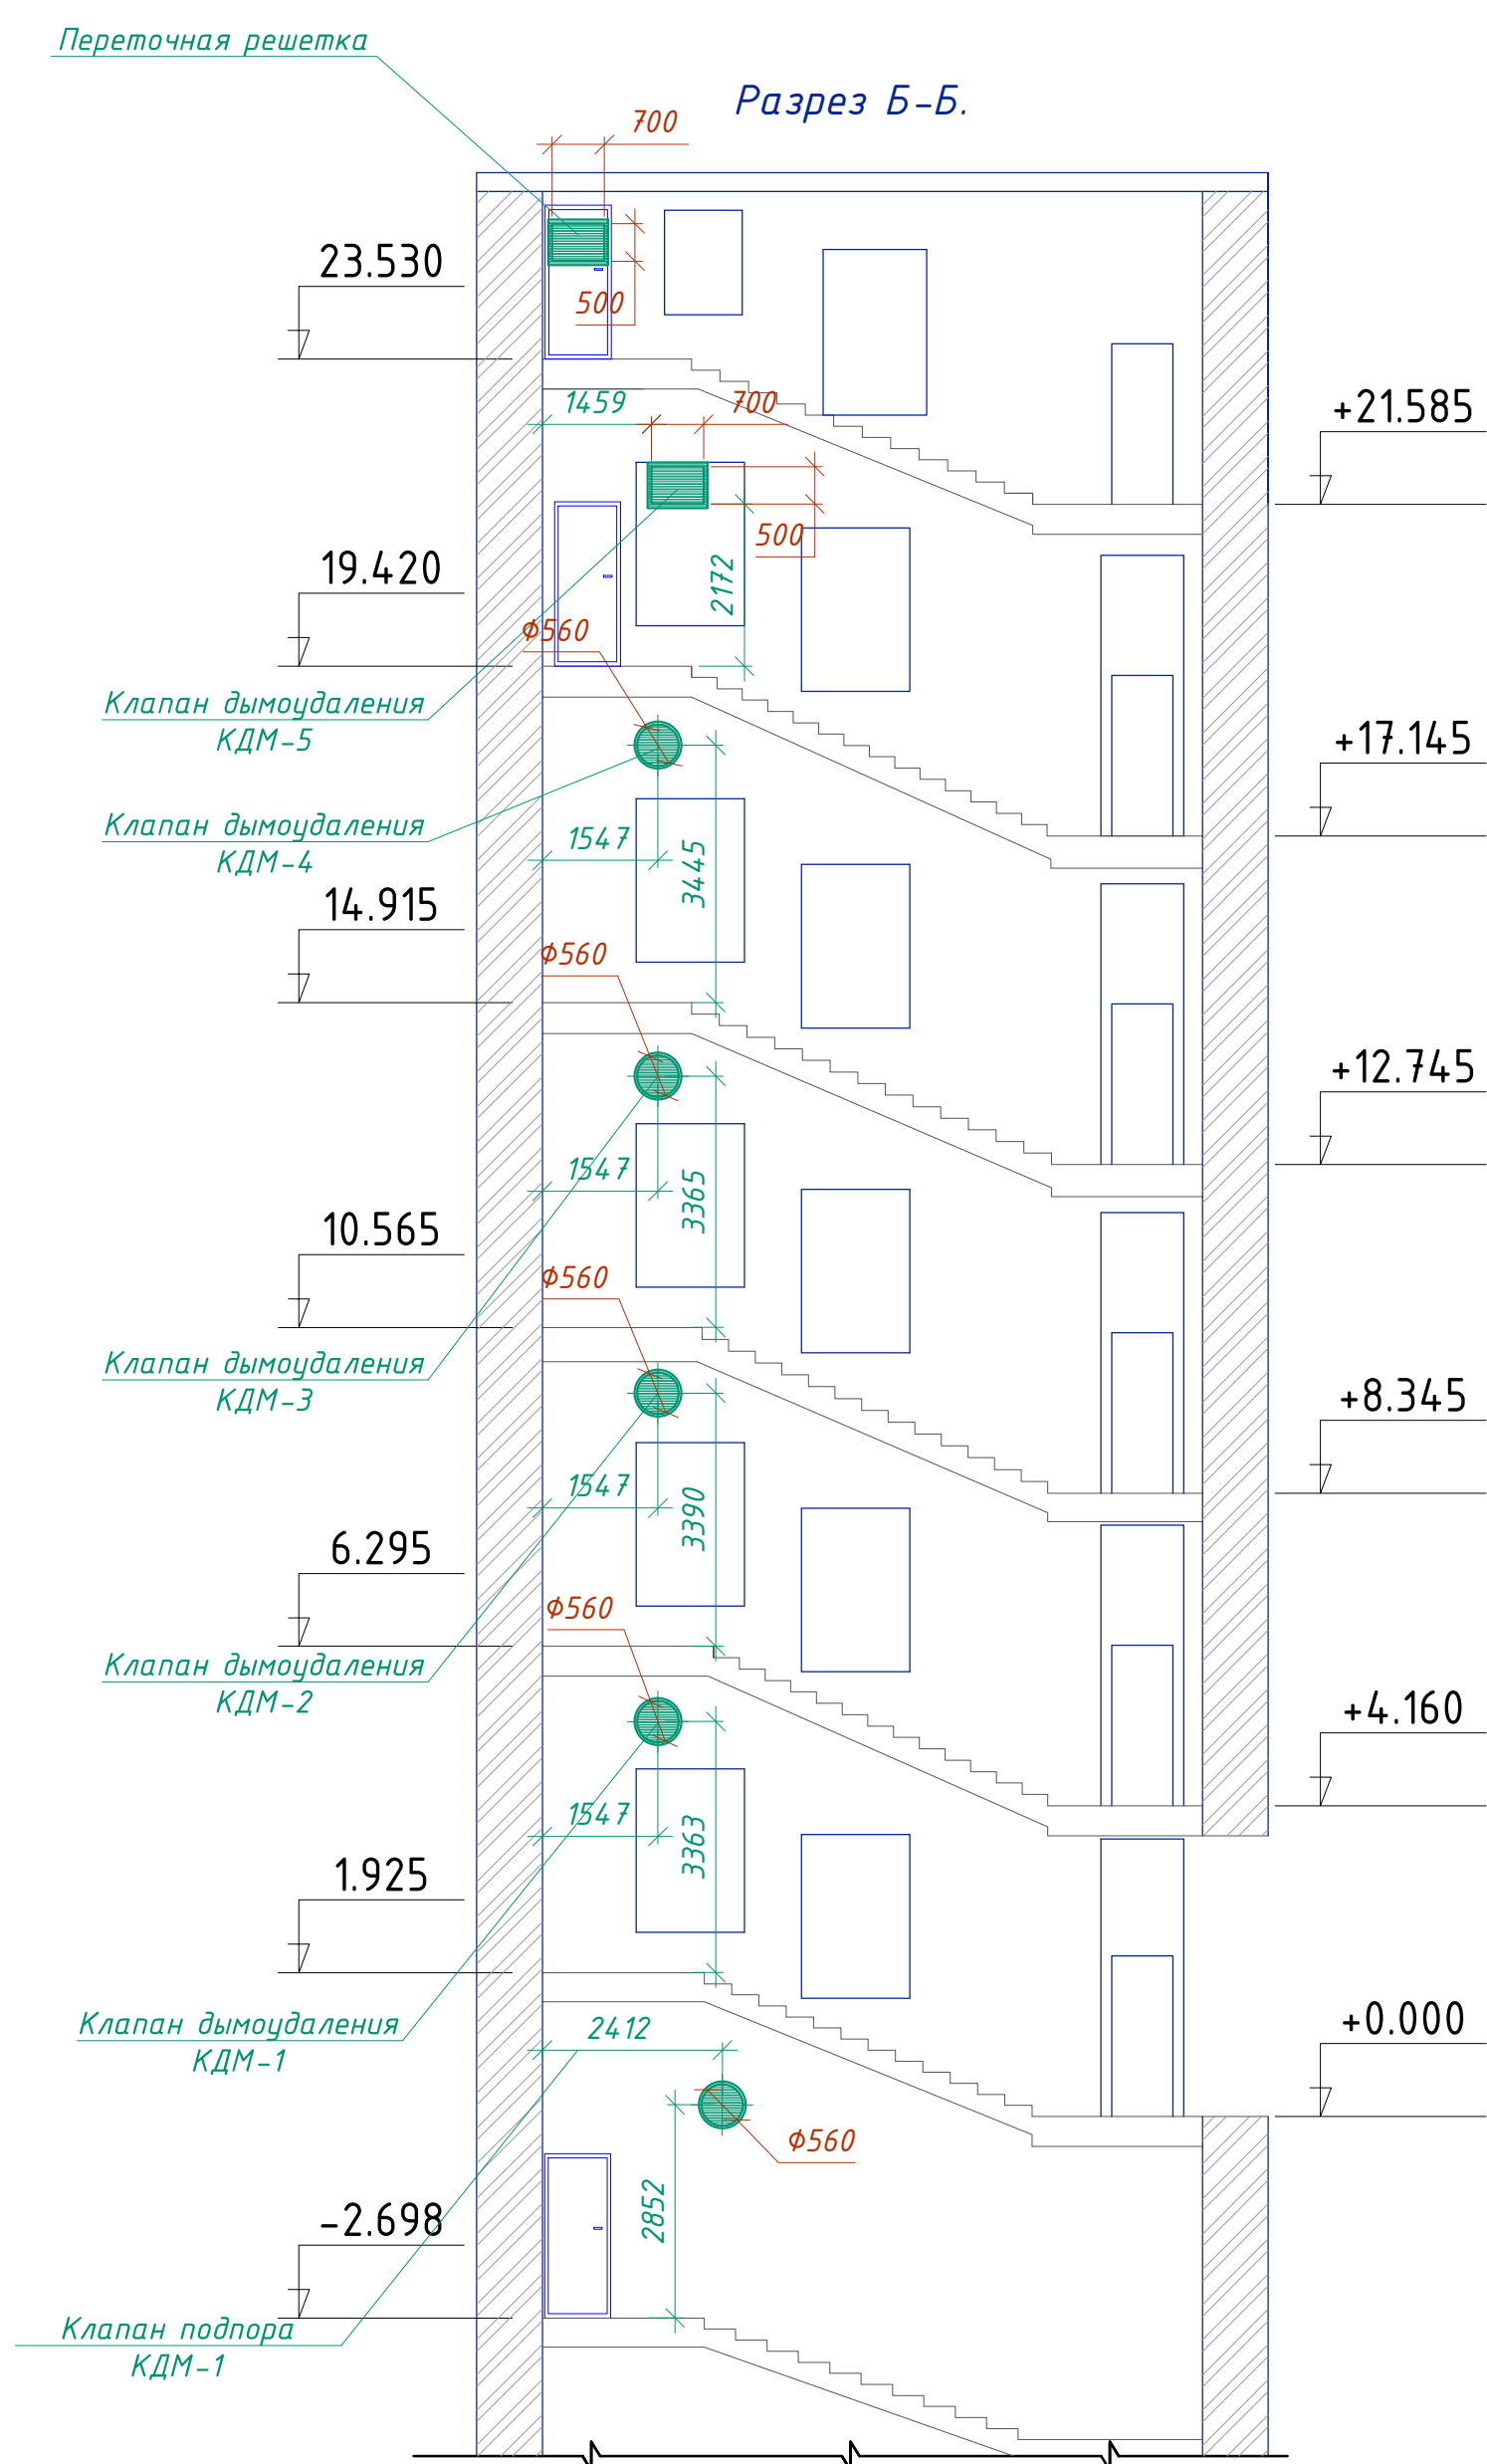 Переточная решетка
Разрез Б-Б.
700
23.530
500
+21.585
1459
700
500
19.420
2172
Ф560
Клапан дымоудаления
КДМ-5
+17.145
Клапан дымоудаления
КДМ-4
1547
3445
14.915
Ф560
+12.745
1547
3365
10.565
Ф560
Клапан дымоудаления
КДМ-3
+8.345
1547
3390
6.295
Ф560
Клапан дымоудаления
КДМ-2
+4.160
1547
3363
1.925
Клапан дымоудаления
КДМ-1
2412
+0.000
Ф560
2852
-2.698
Клапан подпора
КДМ-1